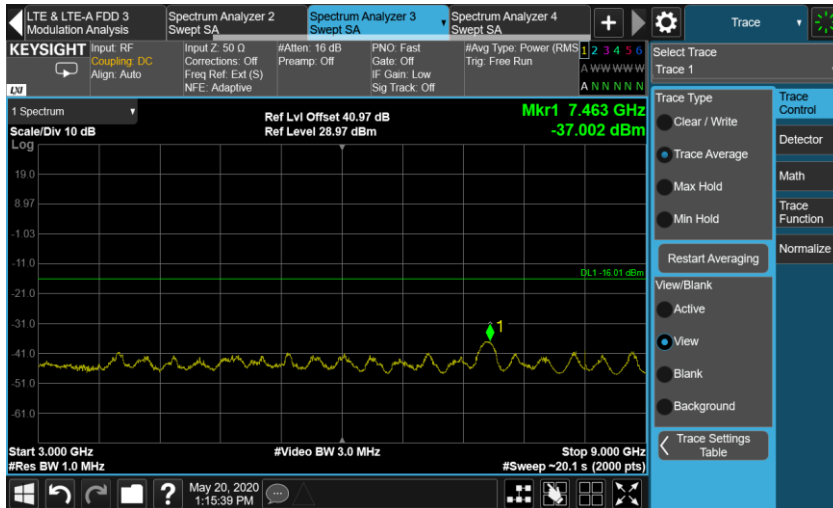 LTE & LTE-A FDD 3
Modulation Analysis
Spectrum Analyzer 2
Swept SA
Spectrum Analyzer 3
Swept SA
Spectrum Analyzer 4
Swept SA
Trace
KEYSIGHT
Input: RF
Coupling: DC
Align: Auto
Input Z: 50 Ω
Corrections: Off
Freq Ref: Ext (S)
NFE: Adaptive
#Atten: 16 dB
Preamp: Off
PNO: Fast
Gate: Off
IF Gain: Low
Sig Track: Off
#Avg Type: Power (RMS
Trig: Free Run
1 2 3 4 5 6
A W W W W W
A N N N N N
LXI
Select Trace
Trace 1
1 Spectrum
Scale/Div 10 dB
Log
Ref Lvl Offset 40.97 dB
Ref Level 28.97 dBm
Mkr1 7.463 GHz
-37.002 dBm
19.0
8.97
-1.03
-11.0
-21.0
-31.0
-41.0
-51.0
-61.0
DL1 -16.01 dBm
1
Start 3.000 GHz
#Res BW 1.0 MHz
#Video BW 3.0 MHz
Stop 9.000 GHz
#Sweep ~20.1 s (2000 pts)
Trace Type
Clear / Write
Trace Average
Max Hold
Min Hold
Restart Averaging
View/Blank
Active
View
Blank
Background
Trace Settings
Table
Trace
Control
Detector
Math
Trace
Function
Normalize
?
May 20, 2020
1:15:39 PM